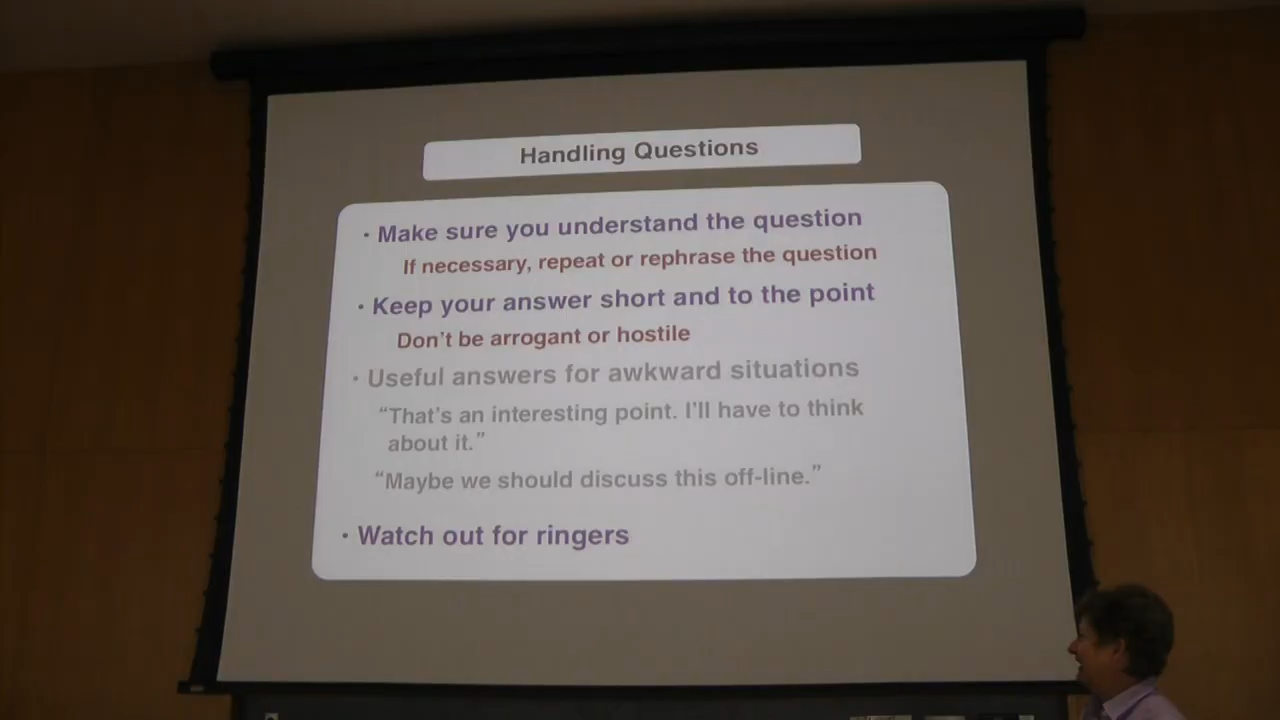 Handling Questions
· Make sure you understand the question
If necessary, repeat or rephrase the question
· Keep your answer short and to the point
Don't be arrogant or hostile
· Useful answers for awkward situations
“That's an interesting point. I'll have to think
about it.”
“Maybe we should discuss this off-line.”
· Watch out for ringers